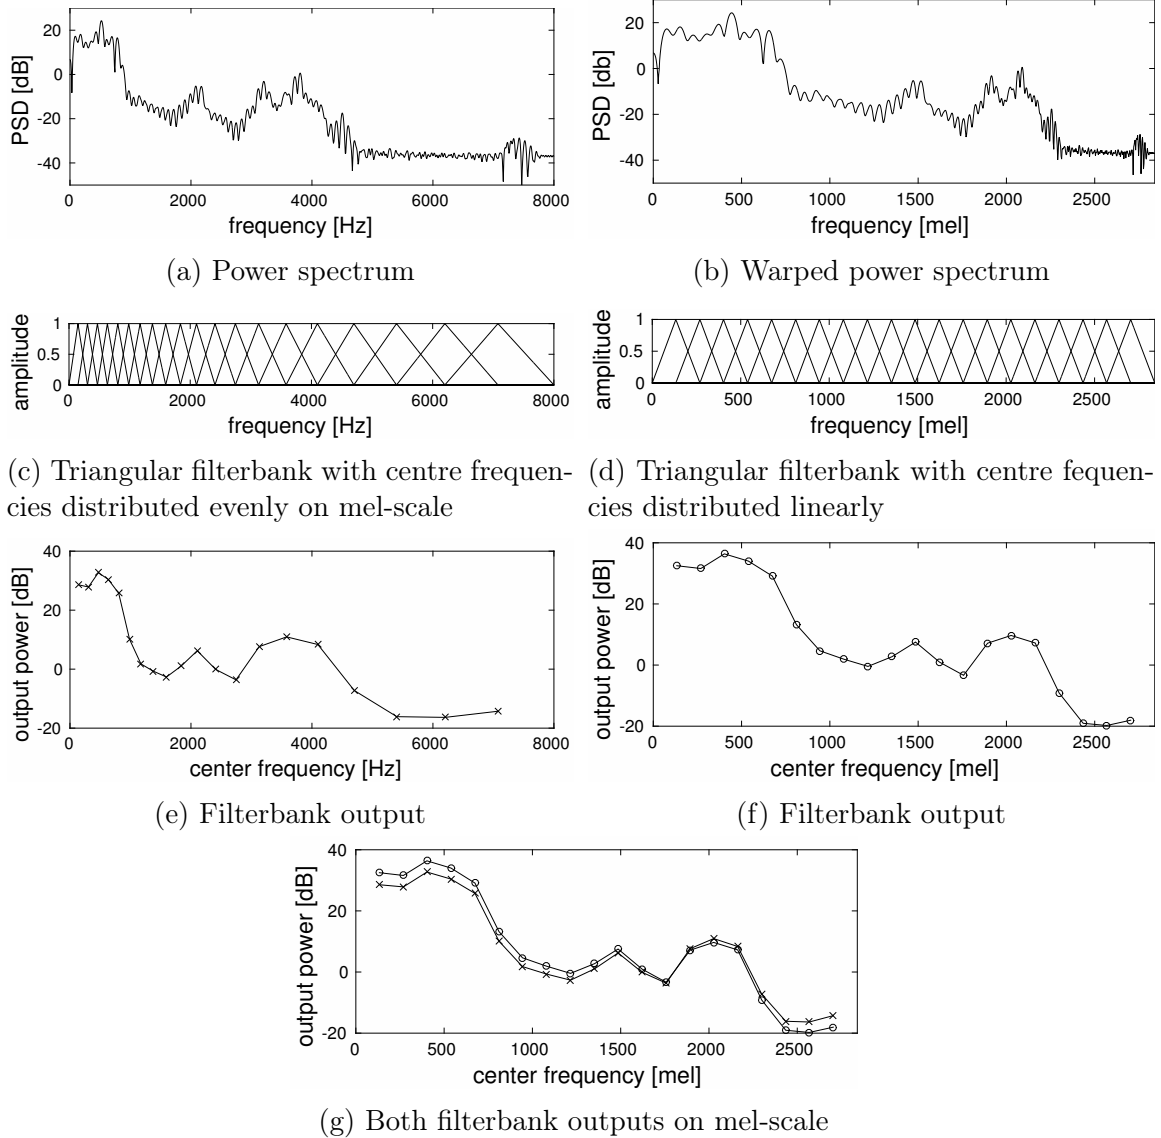 20
0
-20
-40
PSD [dB]
0 2000 4000 6000 8000
frequency [Hz]
(a) Power spectrum
20
0
-20
-40
PSD [db]
0 500 1000 1500 2000 2500
frequency [mel]
(b) Warped power spectrum
1
0.5
0
amplitude
0 2000 4000 6000 8000
frequency [Hz]
(c) Triangular filterbank with centre frequen-
cies distributed evenly on mel-scale
1
0.5
0
amplitude
0 500 1000 1500 2000 2500
frequency [mel]
(d) Triangular filterbank with centre fequen-
cies distributed linearly
40
20
0
-20
output power [dB]
0 2000 4000 6000 8000
center frequency [Hz]
(e) Filterbank output
40
20
0
-20
output power [dB]
0 500 1000 1500 2000 2500
center frequency [mel]
(f) Filterbank output
40
20
0
-20
output power [dB]
0 500 1000 1500 2000 2500
center frequency [mel]
(g) Both filterbank outputs on mel-scale